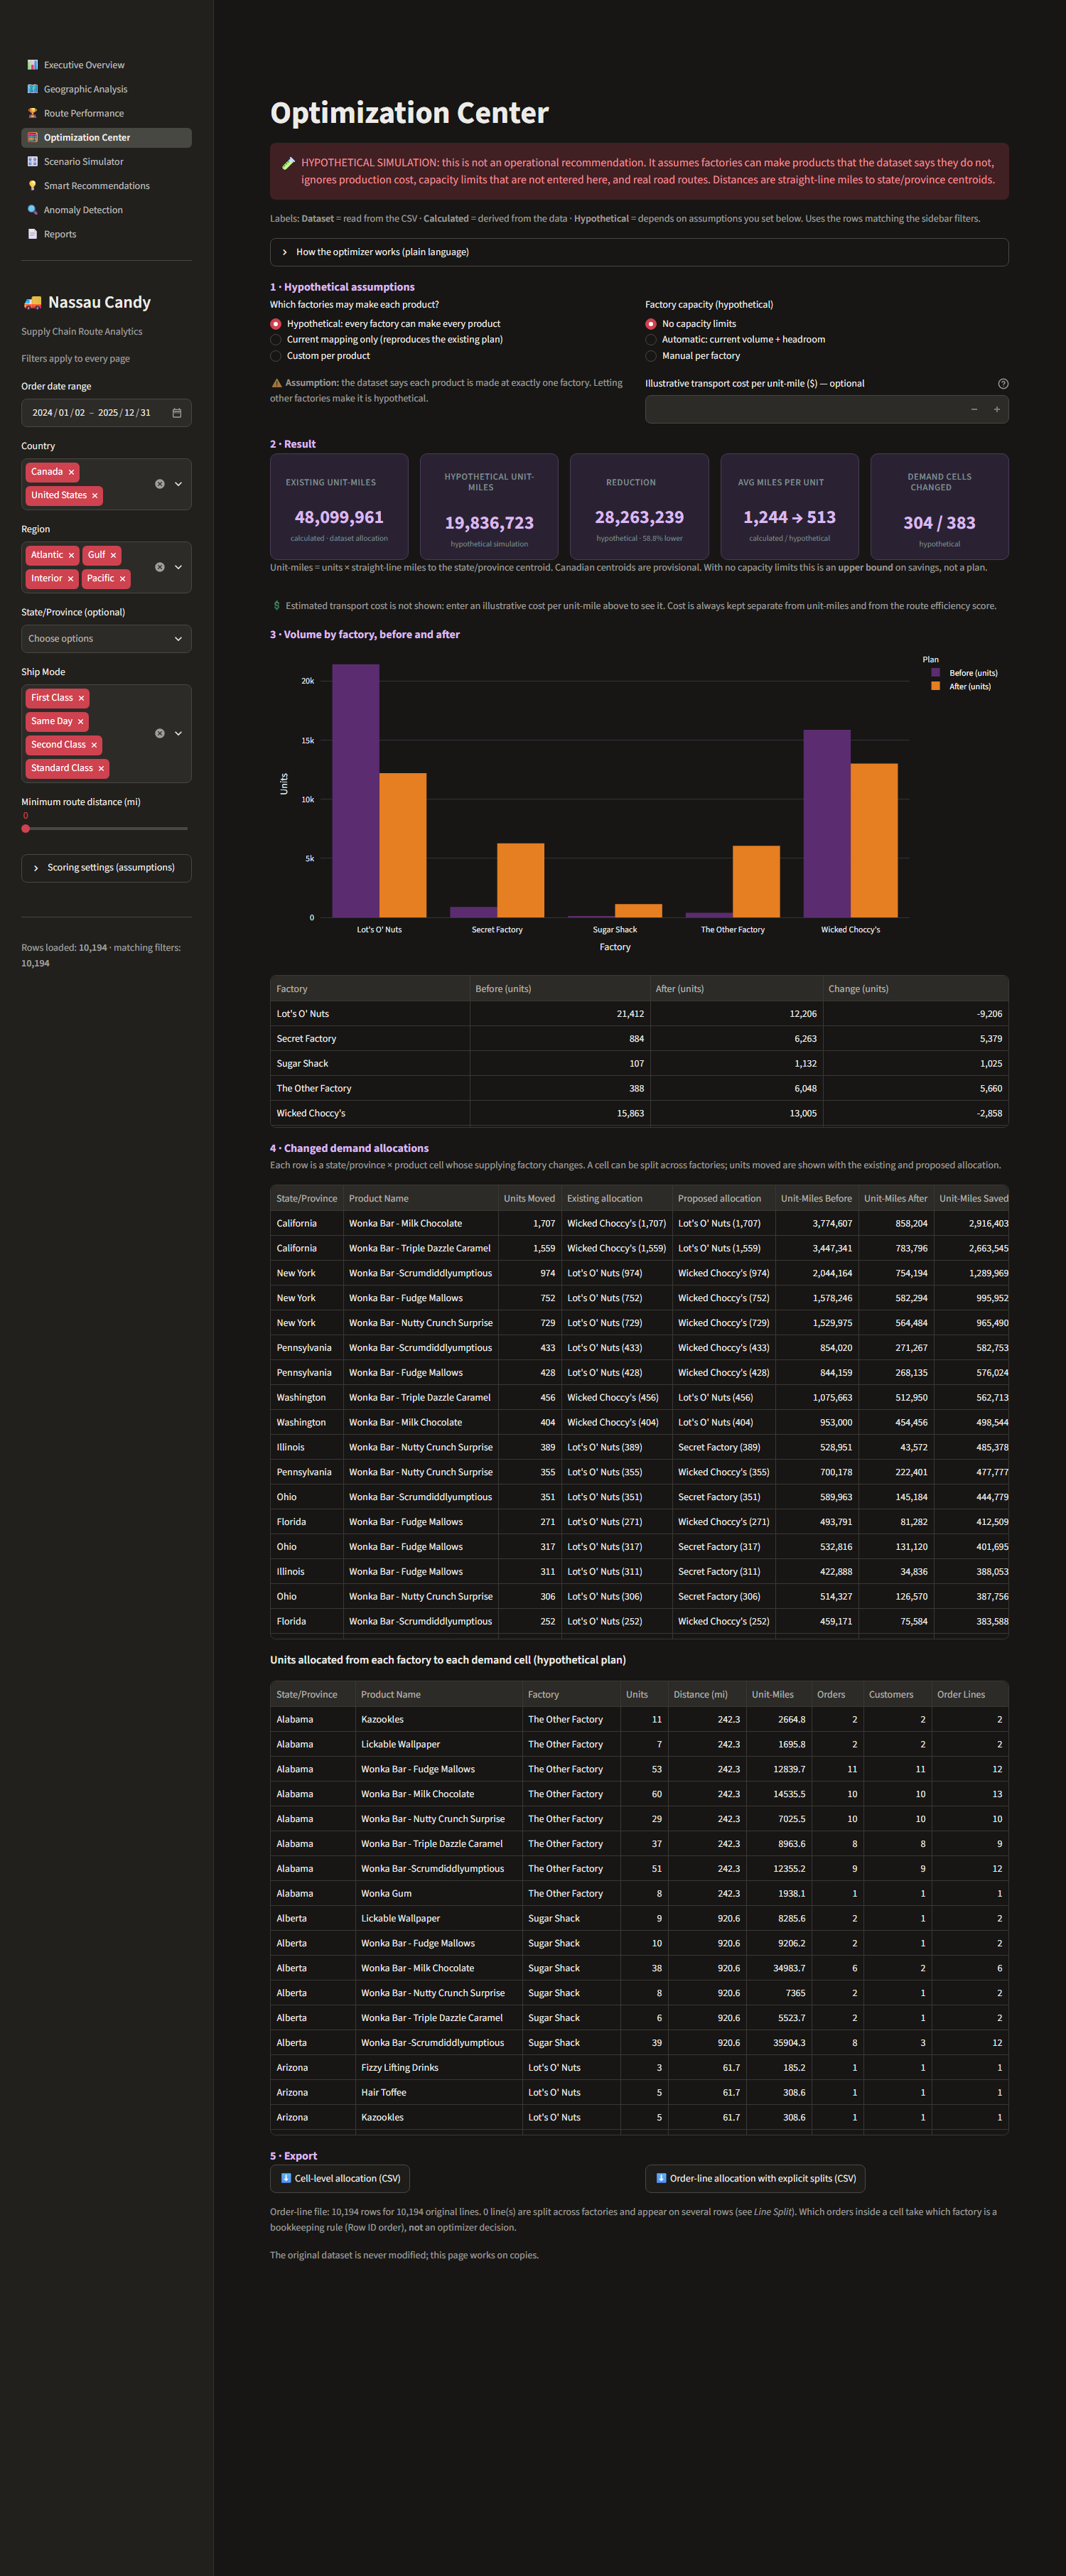 Executive Overview
Geographic Analysis
Route Performance
Optimization Center
Scenario Simulator
Smart Recommendations
Anomaly Detection
Reports
Nassau Candy
Supply Chain Route Analytics
Filters apply to every page
Order date range
2024/01/02 – 2025/12/31
Country
Canada ×
United States ×
Region
Atlantic × Gulf ×
Interior × Pacific ×
State/Province (optional)
Choose options
Ship Mode
First Class ×
Same Day ×
Second Class ×
Standard Class ×
Minimum route distance (mi)
0
Scoring settings (assumptions)
Rows loaded: 10,194 · matching filters:
10,194
Optimization Center
HYPOTHETICAL SIMULATION: this is not an operational recommendation. It assumes factories can make products that the dataset says they do not,
ignores production cost, capacity limits that are not entered here, and real road routes. Distances are straight-line miles to state/province centroids.
Labels: Dataset = read from the CSV · Calculated = derived from the data · Hypothetical = depends on assumptions you set below. Uses the rows matching the sidebar filters.
How the optimizer works (plain language)
1 · Hypothetical assumptions
Which factories may make each product?
Hypothetical: every factory can make every product
Current mapping only (reproduces the existing plan)
Custom per product
Factory capacity (hypothetical)
No capacity limits
Automatic: current volume + headroom
Manual per factory
Assumption: the dataset says each product is made at exactly one factory. Letting
other factories make it is hypothetical.
Illustrative transport cost per unit-mile ($) — optional
2 · Result
EXISTING UNIT-MILES
48,099,961
calculated · dataset allocation
HYPOTHETICAL UNIT-
MILES
19,836,723
hypothetical simulation
REDUCTION
28,263,239
hypothetical · 58.8% lower
AVG MILES PER UNIT
1,244 → 513
calculated / hypothetical
DEMAND CELLS
CHANGED
304 / 383
hypothetical
Unit-miles = units × straight-line miles to the state/province centroid. Canadian centroids are provisional. With no capacity limits this is an upper bound on savings, not a plan.
Estimated transport cost is not shown: enter an illustrative cost per unit-mile above to see it. Cost is always kept separate from unit-miles and from the route efficiency score.
3 · Volume by factory, before and after
Plan
Before (units)
After (units)
20k
15k
10k
5k
0
Units
Lot's O' Nuts Secret Factory Sugar Shack The Other Factory Wicked Choccy's
Factory
Factory Before (units) After (units) Change (units)
Lot's O' Nuts 21,412 12,206 -9,206
Secret Factory 884 6,263 5,379
Sugar Shack 107 1,132 1,025
The Other Factory 388 6,048 5,660
Wicked Choccy's 15,863 13,005 -2,858
4 · Changed demand allocations
Each row is a state/province × product cell whose supplying factory changes. A cell can be split across factories; units moved are shown with the existing and proposed allocation.
State/Province Product Name Units Moved Existing allocation Proposed allocation Unit-Miles Before Unit-Miles After Unit-Miles Saved
California Wonka Bar - Milk Chocolate 1,707 Wicked Choccy's (1,707) Lot's O' Nuts (1,707) 3,774,607 858,204 2,916,403
California Wonka Bar - Triple Dazzle Caramel 1,559 Wicked Choccy's (1,559) Lot's O' Nuts (1,559) 3,447,341 783,796 2,663,545
New York Wonka Bar -Scrumdiddlyumptious 974 Lot's O' Nuts (974) Wicked Choccy's (974) 2,044,164 754,194 1,289,969
New York Wonka Bar - Fudge Mallows 752 Lot's O' Nuts (752) Wicked Choccy's (752) 1,578,246 582,294 995,952
New York Wonka Bar - Nutty Crunch Surprise 729 Lot's O' Nuts (729) Wicked Choccy's (729) 1,529,975 564,484 965,490
Pennsylvania Wonka Bar -Scrumdiddlyumptious 433 Lot's O' Nuts (433) Wicked Choccy's (433) 854,020 271,267 582,753
Pennsylvania Wonka Bar - Fudge Mallows 428 Lot's O' Nuts (428) Wicked Choccy's (428) 844,159 268,135 576,024
Washington Wonka Bar - Triple Dazzle Caramel 456 Wicked Choccy's (456) Lot's O' Nuts (456) 1,075,663 512,950 562,713
Washington Wonka Bar - Milk Chocolate 404 Wicked Choccy's (404) Lot's O' Nuts (404) 953,000 454,456 498,544
Illinois Wonka Bar - Nutty Crunch Surprise 389 Lot's O' Nuts (389) Secret Factory (389) 528,951 43,572 485,378
Pennsylvania Wonka Bar - Nutty Crunch Surprise 355 Lot's O' Nuts (355) Wicked Choccy's (355) 700,178 222,401 477,777
Ohio Wonka Bar -Scrumdiddlyumptious 351 Lot's O' Nuts (351) Secret Factory (351) 589,963 145,184 444,779
Florida Wonka Bar - Fudge Mallows 271 Lot's O' Nuts (271) Wicked Choccy's (271) 493,791 81,282 412,509
Ohio Wonka Bar - Fudge Mallows 317 Lot's O' Nuts (317) Secret Factory (317) 532,816 131,120 401,695
Illinois Wonka Bar - Fudge Mallows 311 Lot's O' Nuts (311) Secret Factory (311) 422,888 34,836 388,053
Ohio Wonka Bar - Nutty Crunch Surprise 306 Lot's O' Nuts (306) Secret Factory (306) 514,327 126,570 387,756
Florida Wonka Bar -Scrumdiddlyumptious 252 Lot's O' Nuts (252) Wicked Choccy's (252) 459,171 75,584 383,588
Units allocated from each factory to each demand cell (hypothetical plan)
State/Province Product Name Factory Units Distance (mi) Unit-Miles Orders Customers Order Lines
Alabama Kazookles The Other Factory 11 242.3 2664.8 2 2 2
Alabama Lickable Wallpaper The Other Factory 7 242.3 1695.8 2 2 2
Alabama Wonka Bar - Fudge Mallows The Other Factory 53 242.3 12839.7 11 11 12
Alabama Wonka Bar - Milk Chocolate The Other Factory 60 242.3 14535.5 10 10 13
Alabama Wonka Bar - Nutty Crunch Surprise The Other Factory 29 242.3 7025.5 10 10 10
Alabama Wonka Bar - Triple Dazzle Caramel The Other Factory 37 242.3 8963.6 8 8 9
Alabama Wonka Bar -Scrumdiddlyumptious The Other Factory 51 242.3 12355.2 9 9 12
Alabama Wonka Gum The Other Factory 8 242.3 1938.1 1 1 1
Alberta Lickable Wallpaper Sugar Shack 9 920.6 8285.6 2 1 2
Alberta Wonka Bar - Fudge Mallows Sugar Shack 10 920.6 9206.2 2 1 2
Alberta Wonka Bar - Milk Chocolate Sugar Shack 38 920.6 34983.7 6 2 6
Alberta Wonka Bar - Nutty Crunch Surprise Sugar Shack 8 920.6 7365 2 1 2
Alberta Wonka Bar - Triple Dazzle Caramel Sugar Shack 6 920.6 5523.7 2 1 2
Alberta Wonka Bar -Scrumdiddlyumptious Sugar Shack 39 920.6 35904.3 8 3 12
Arizona Fizzy Lifting Drinks Lot's O' Nuts 3 61.7 185.2 1 1 1
Arizona Hair Toffee Lot's O' Nuts 5 61.7 308.6 1 1 1
Arizona Kazookles Lot's O' Nuts 5 61.7 308.6 1 1 1
5 · Export
Cell-level allocation (CSV)
Order-line allocation with explicit splits (CSV)
Order-line file: 10,194 rows for 10,194 original lines. 0 line(s) are split across factories and appear on several rows (see Line Split). Which orders inside a cell take which factory is a
bookkeeping rule (Row ID order), not an optimizer decision.
The original dataset is never modified; this page works on copies.